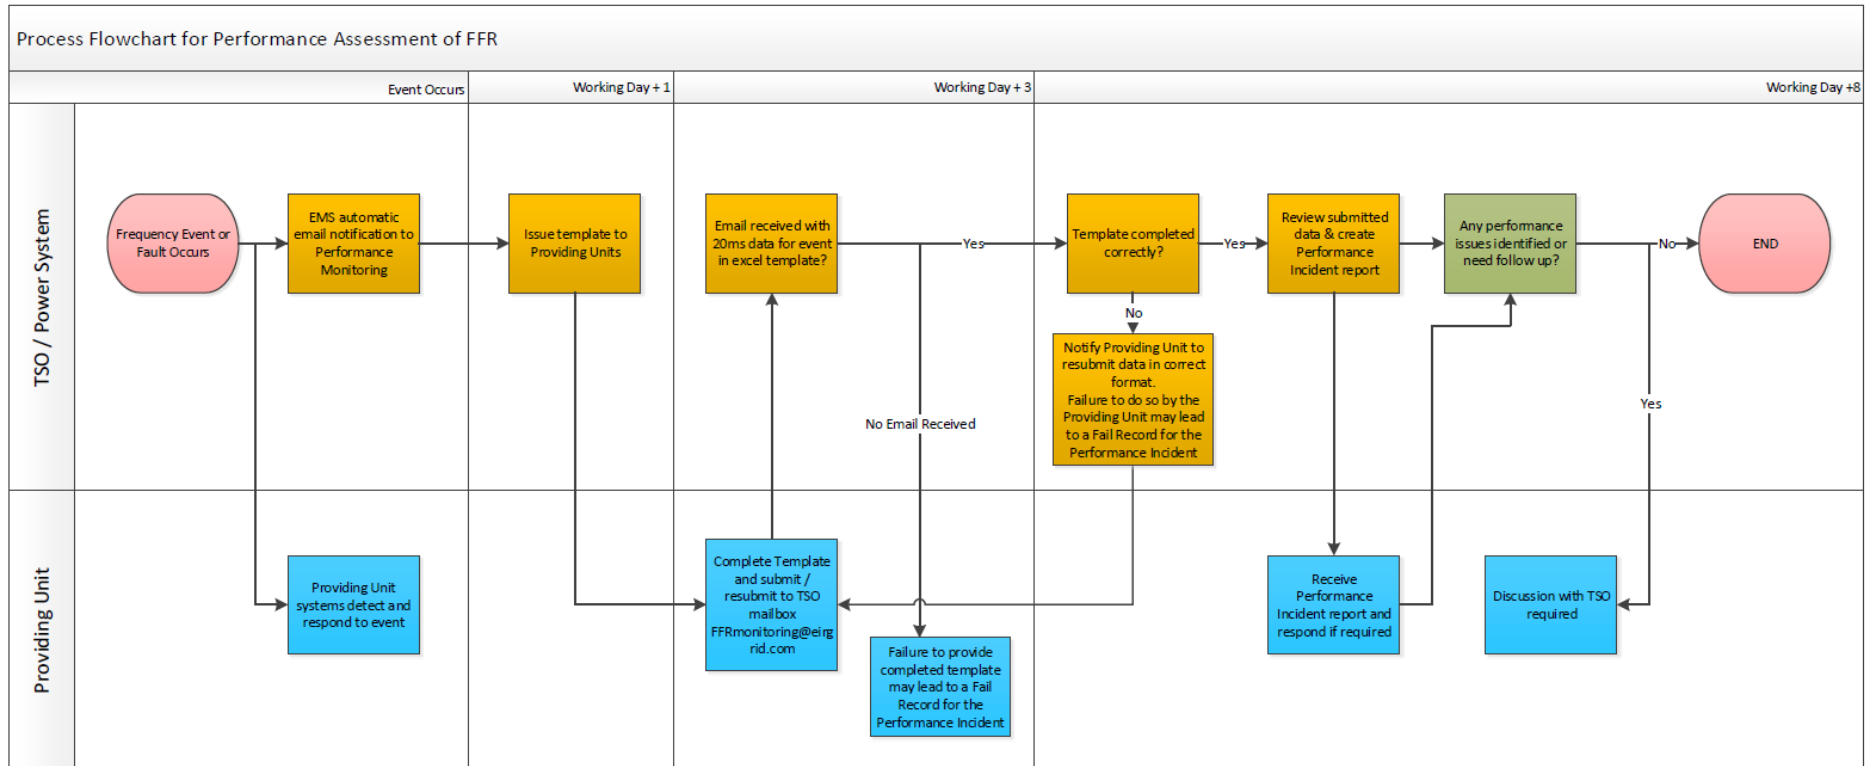 Process Flowchart for Performance Assessment of FFR
Event Occurs
Working Day + 1
Working Day + 3
Working Day +8
TSO / Power System
Frequency Event or
Fault Occurs
EMS automatic
email notification to
Performance
Monitoring
Issue template to
Providing Units
Email received with
20ms data for event
in excel template?
Yes
Template completed
correctly?
Yes
Review submitted
data & create
Performance
Incident report
Any performance
issues identified or
need follow up?
No
END
No
Notify Providing Unit to
resubmit data in correct
format.
Failure to do so by the
Providing Unit may lead
to a Fail Record for the
Performance Incident
No Email Received
Yes
Providing Unit
Providing Unit
systems detect and
respond to event
Complete Template
and submit /
resubmit to TSO
mailbox
FFRmonitoring@eirg
rid.com
Failure to provide
completed template
may lead to a Fail
Record for the
Performance Incident
Receive
Performance
Incident report and
respond if required
Discussion with TSO
required